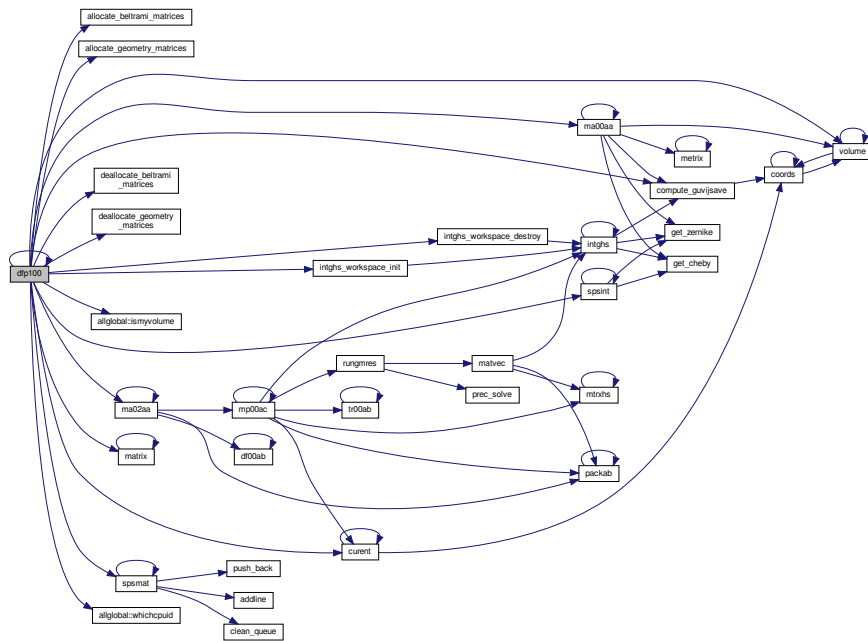 allocate_beltrami_matrices
allocate_geometry_matrices
ma00aa
volume
metrix
coords
deallocate_beltrami
_matrices
compute_guvijsave
deallocate_geometry
_matrices
get_zernike
intghs_workspace_destroy
intghs
get_cheby
dfp100
intghs_workspace_init
spsint
allglobal::ismyvolume
rungmres
matvec
prec_solve
mtnxhs
ma02aa
mp00ac
tr00ab
matrix
df00ab
packab
curent
push_back
spsmat
addline
allglobal::whichcpuid
clean_queue